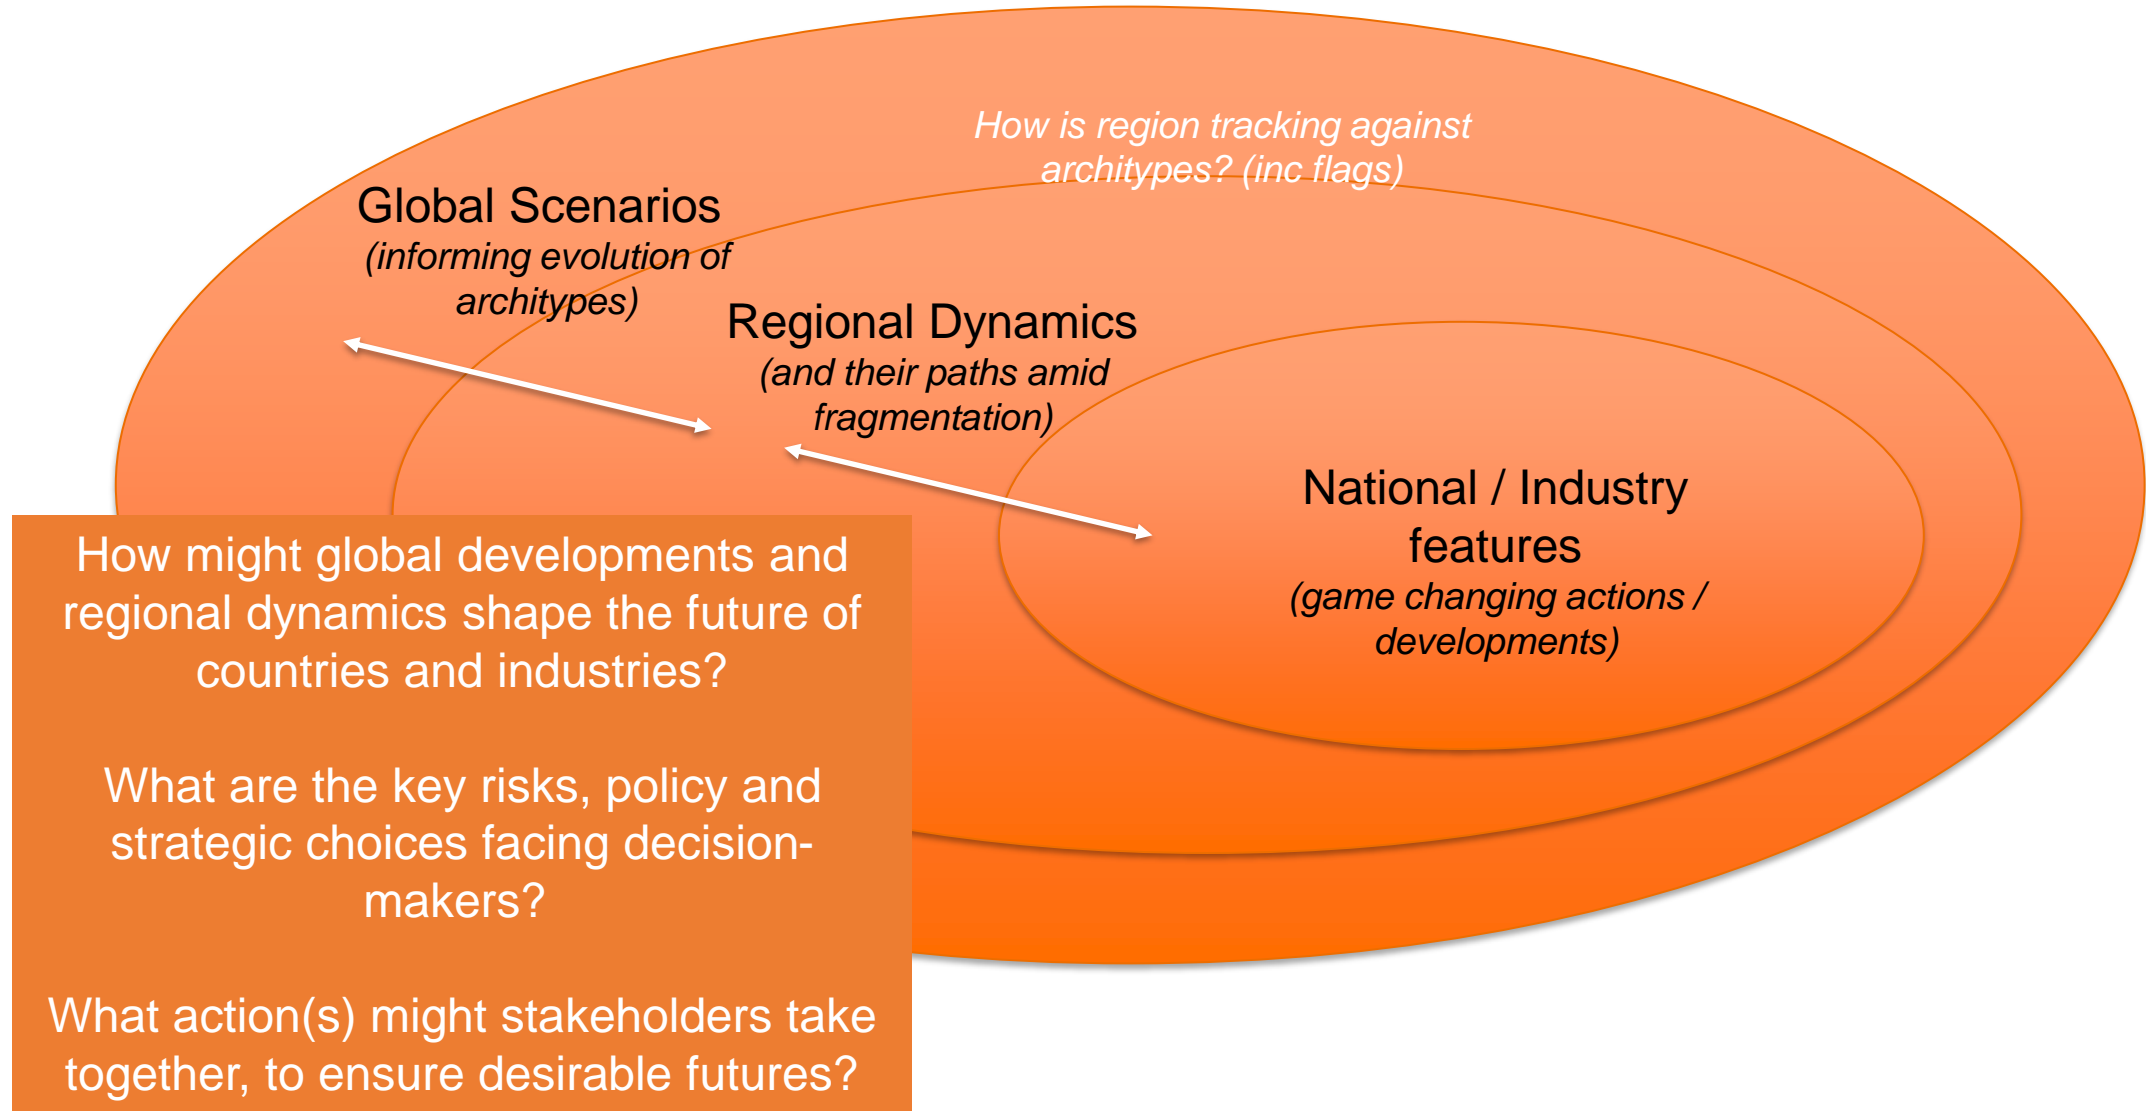 How is region tracking against
architypes? (inc flags)
Global Scenarios
(informing evolution of
architypes)
Regional Dynamics
(and their paths amid
fragmentation)
National / Industry
features
(game changing actions /
developments)
How might global developments and
regional dynamics shape the future of
countries and industries?
What are the key risks, policy and
strategic choices facing decision-
makers?
What action(s) might stakeholders take
together, to ensure desirable futures?